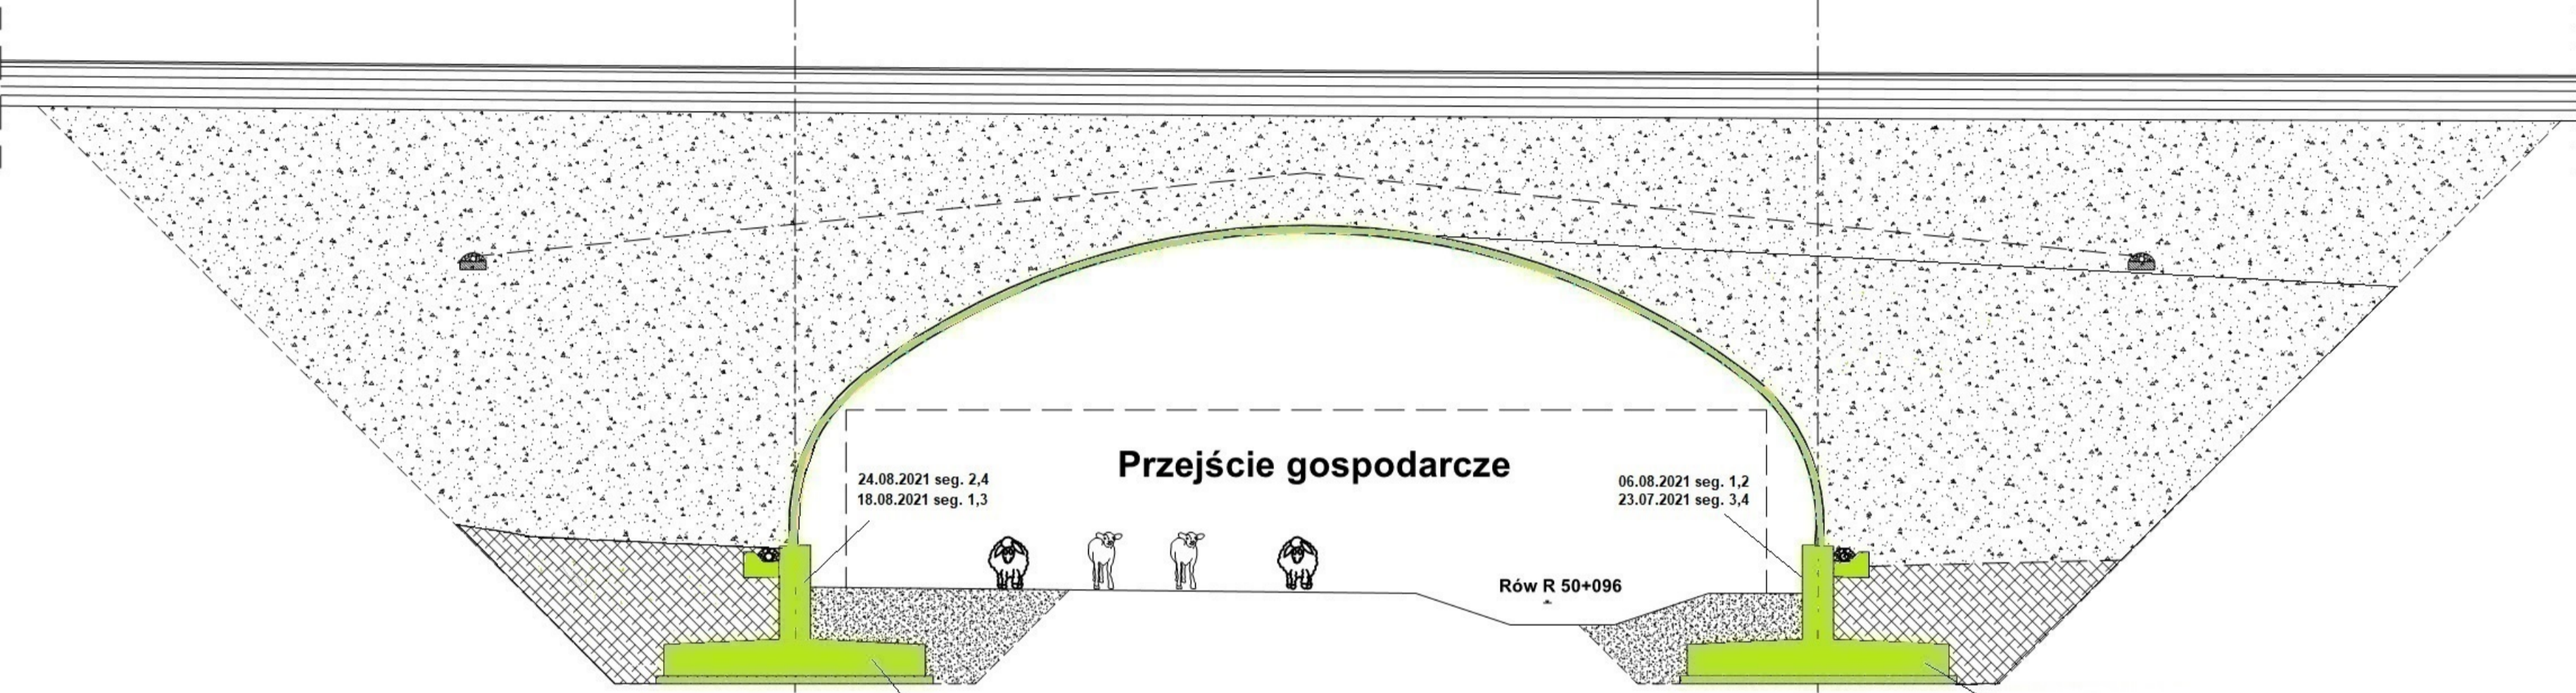 Przejście gospodarcze
24.08.2021 seg. 2,4
18.08.2021 seg. 1,3
06.08.2021 seg. 1,2
23.07.2021 seg. 3,4
Rów R 50+096